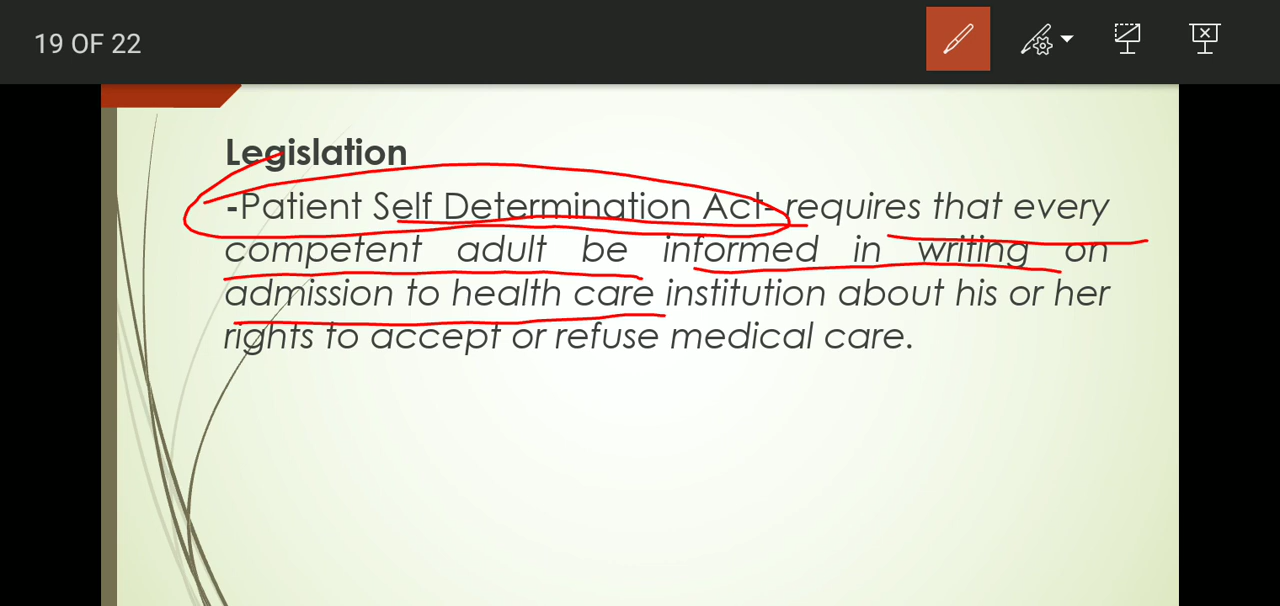 19 OF 22
Legislation
-Patient Self Determination Act- requires that every
competent adult be informed in writing on
admission to health care institution about his or her
rights to accept or refuse medical care.